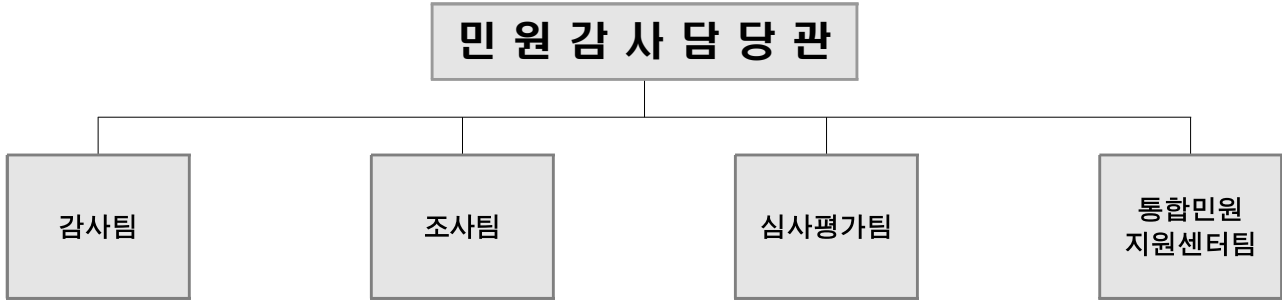 민 원 감 사 담 당 관
감사팀
조사팀
심사평가팀
통합민원
지원센터팀